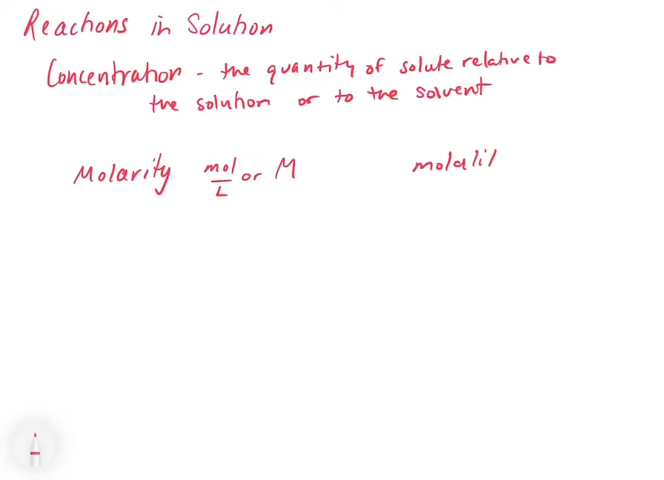 Reactions in Solution
Concentration - the quantity of solute relative to
the solution or to the solvent
Molarity mol/L or M molalit